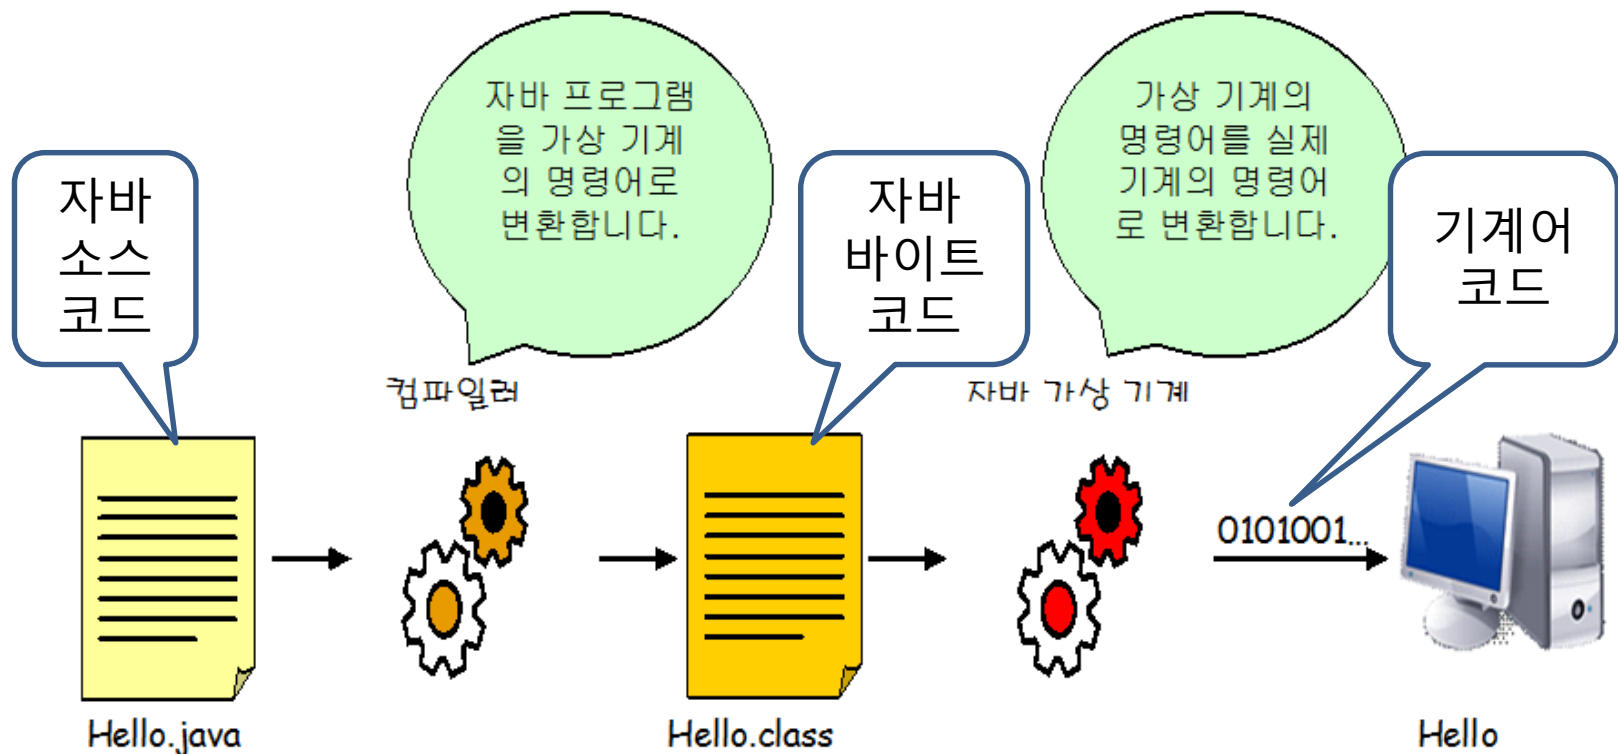 자바
소스
코드
자바 프로그램
을 가상 기계
의 명령어로
변환합니다.
자바
바이트
코드
가상 기계의
명령어를 실제
기계의 명령어
로 변환합니다.
기계어
코드
컴파일러
자바 가상 기계
0101001...
Hello.java
Hello.class
Hello